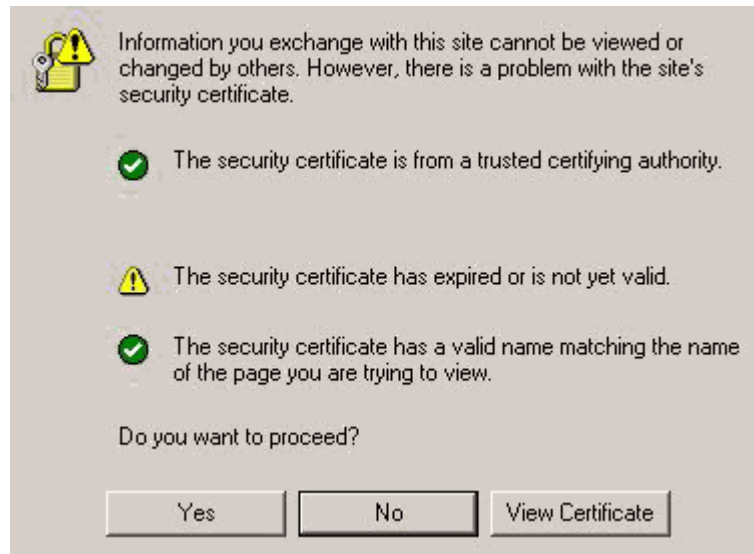 Information you exchange with this site cannot be viewed or
changed by others. However, there is a problem with the site's
security certificate.
The security certificate is from a trusted certifying authority.
The security certificate has expired or is not yet valid.
The security certificate has a valid name matching the name
of the page you are trying to view.
Do you want to proceed?
Yes
No
View Certificate